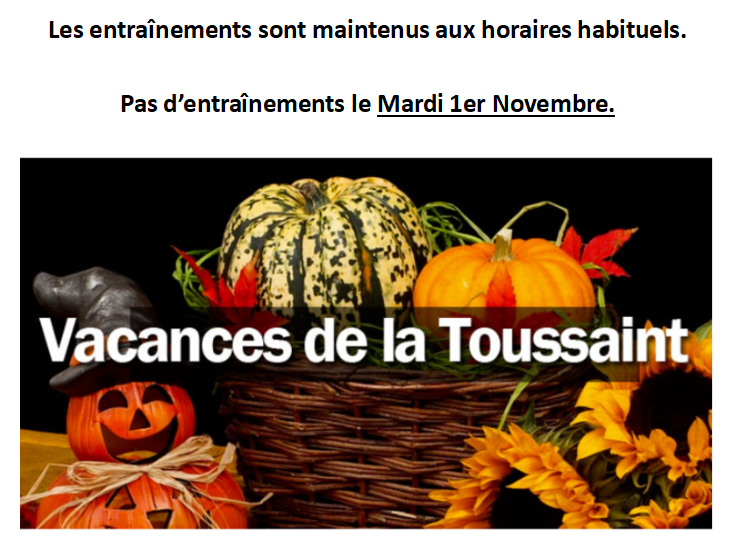 Les entraînements sont maintenus aux horaires habituels.
Pas d’entraînements le Mardi 1er Novembre.
Vacances de la Toussaint